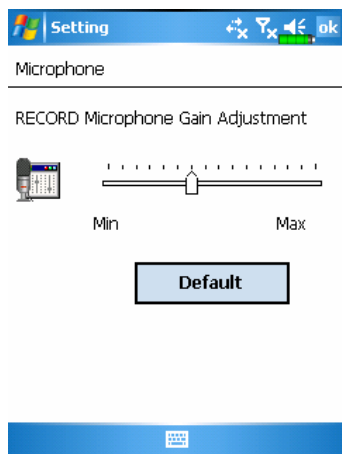 Setting ok
Microphone
RECORD Microphone Gain Adjustment
Min Max
Default